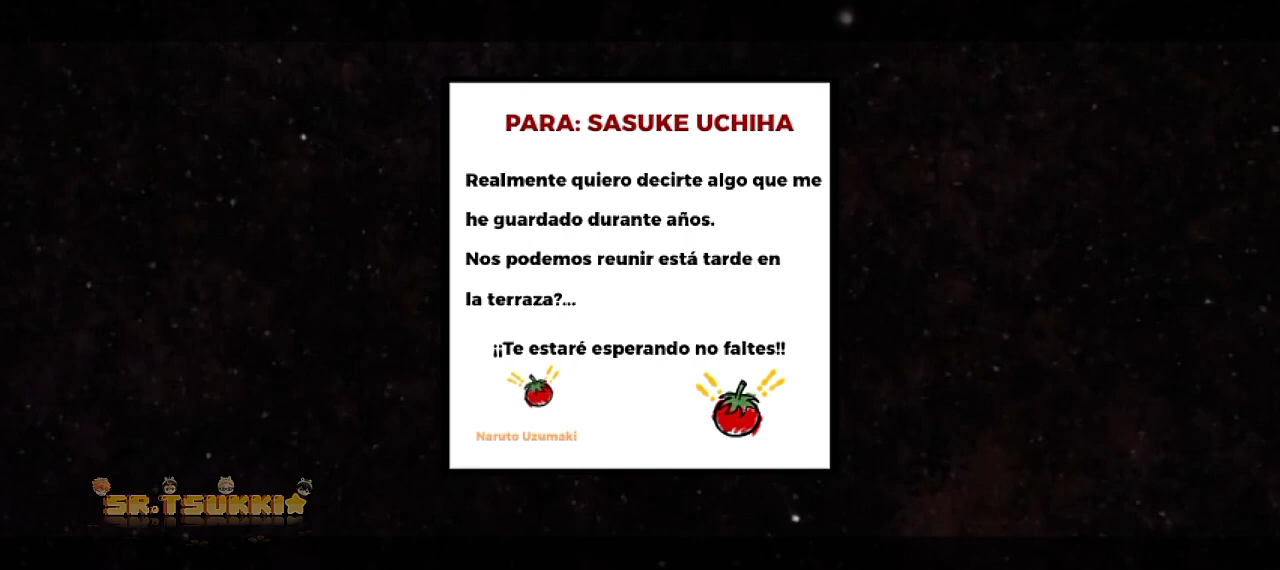 PARA: SASUKE UCHIHA
Realmente quiero decirte algo que me
he guardado durante años.
Nos podemos reunir está tarde en
la terraza?...
¡¡Te estaré esperando no faltes!!
Naruto Uzumaki
SR.TSUKKI